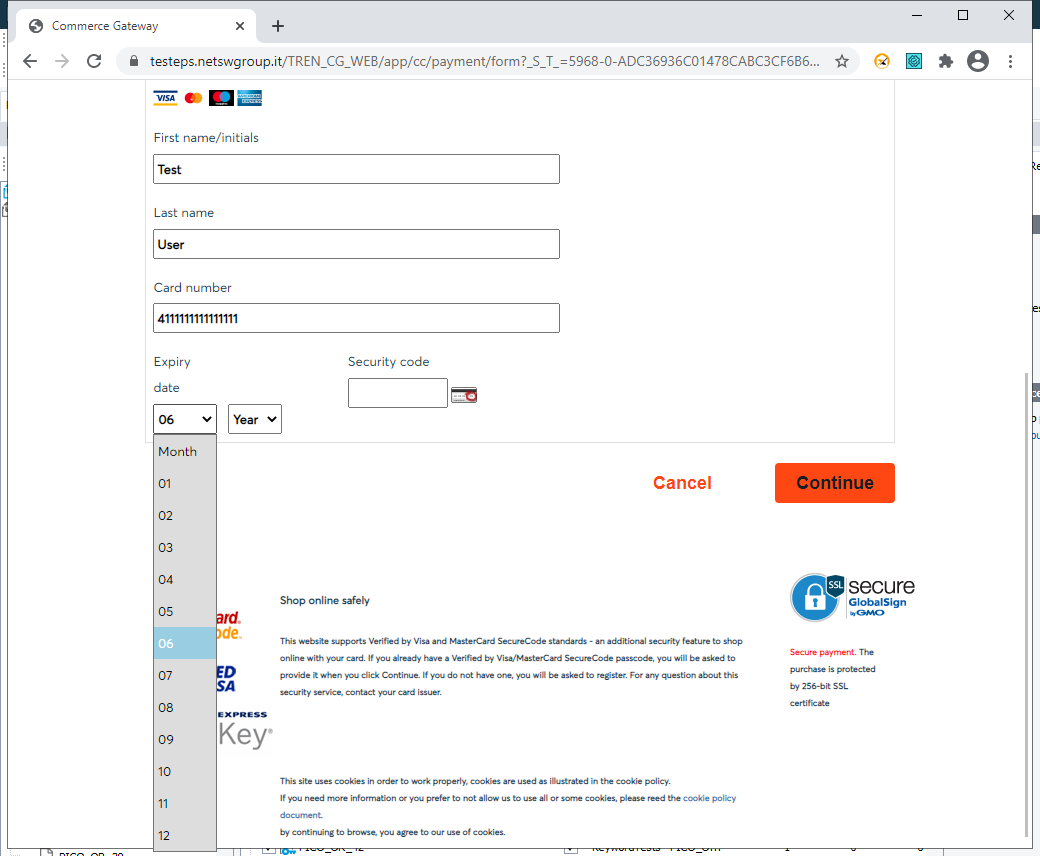 Commerce Gateway
testeps.netswgroup.it/TREN_CG_WEB/app/cc/payment/form?_S_T_=5968-0-ADC36936C01478CABC3CF6B6...
VISA
AMERICAN EXPRESS
First name/initials
Test
Last name
User
Card number
4111111111111111
Expiry
date
Security code
06
Year
Month
01
02
03
04
05
06
07
08
09
10
11
12
Cancel
Continue
ard.
ode.
ED
SA
EXPRESS
Key®
Shop online safely
This website supports Verified by Visa and MasterCard SecureCode standards - an additional security feature to shop
online with your card. If you already have a Verified by Visa/MasterCard SecureCode passcode, you will be asked to
provide it when you click Continue. If you do not have one, you will be asked to register. For any question about this
security service, contact your card issuer.
SSL
secure
GlobalSign
by GMO
Secure payment. The
purchase is protected
by 256-bit SSL
certificate
This site uses cookies in order to work properly, cookies are used as illustrated in the cookie policy.
If you need more information or you prefer to not allow us to use all or some cookies, please reed the cookie policy
document.
by continuing to browse, you agree to our use of cookies.